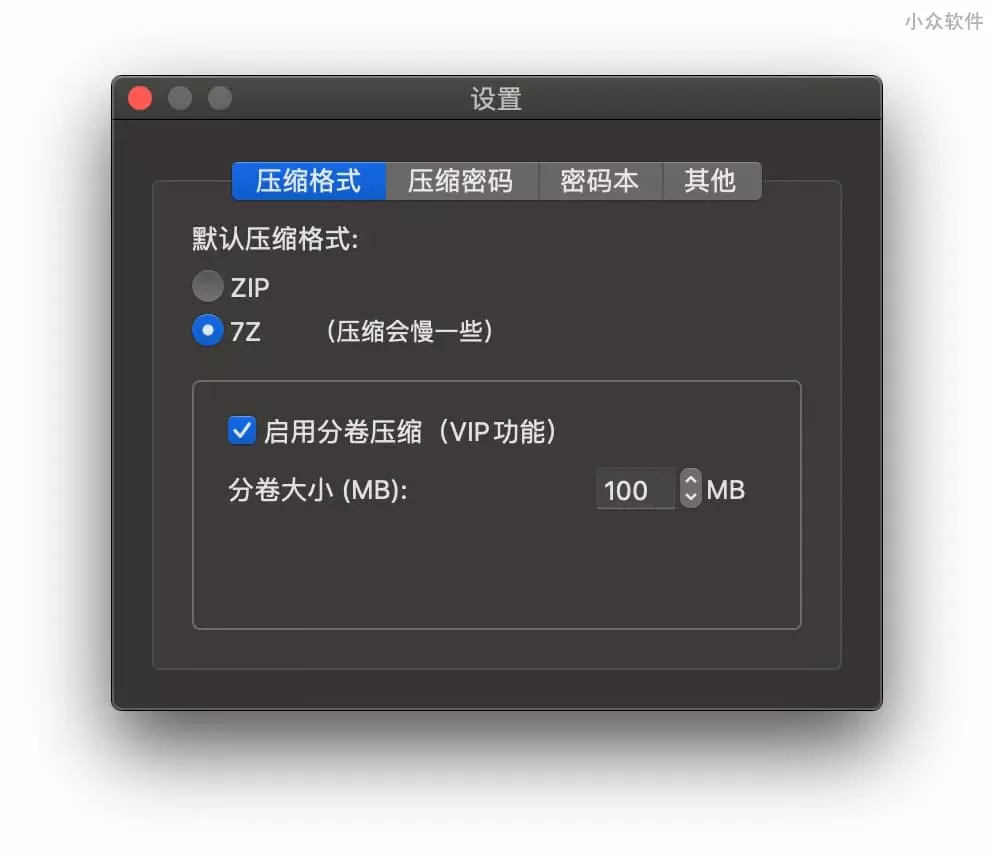 小众软件
设置
压缩格式 压缩密码 密码本 其他
默认压缩格式:
ZIP
7Z （压缩会慢一些）
启用分卷压缩（VIP功能）
分卷大小 (MB): 100 MB